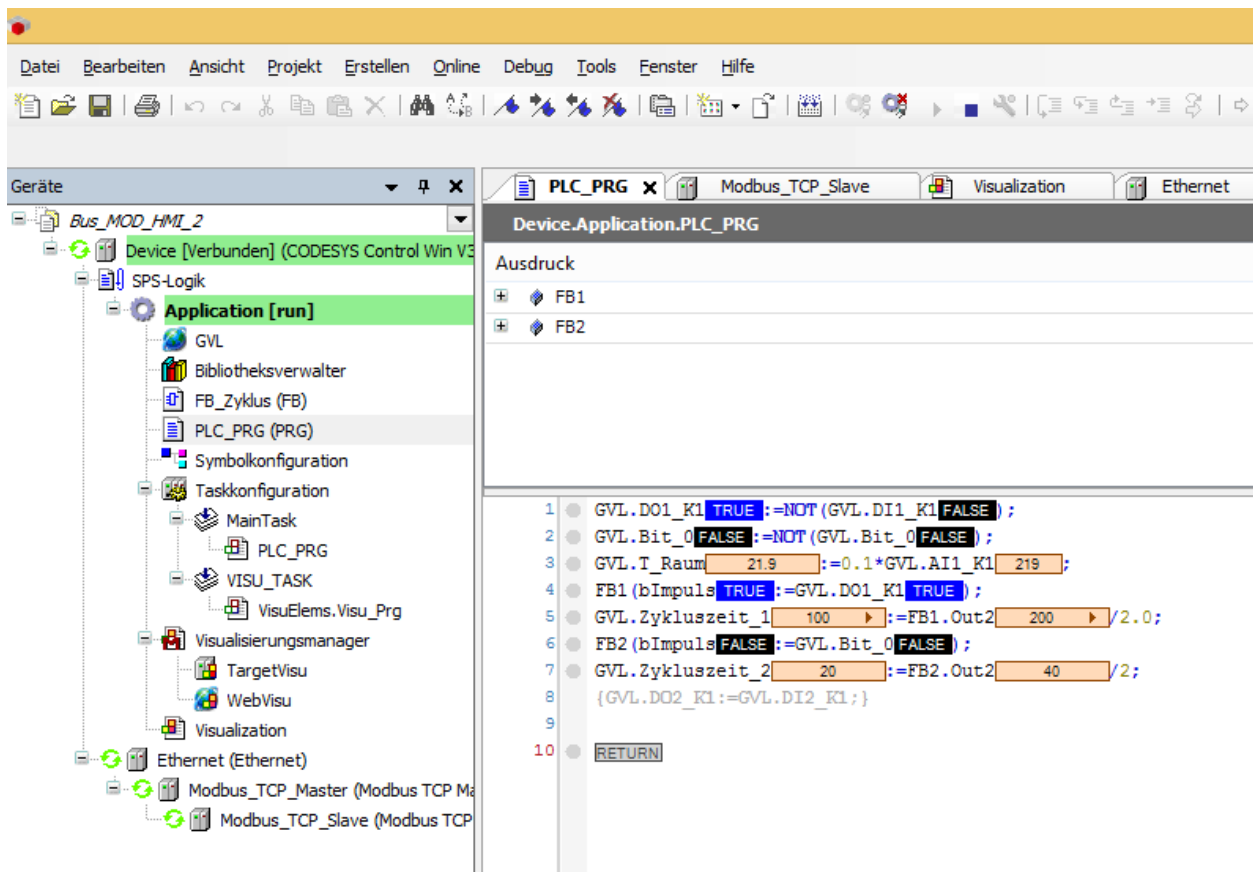 Datei Bearbeiten Ansicht Projekt Erstellen Online Debug Tools Fenster Hilfe
Geräte
Bus_MOD_HMI_2
Device [Verbunden] (CODESYS Control Win V3
SPS-Logik
Application [run]
GVL
Bibliotheksverwalter
FB_Zyklus (FB)
PLC_PRG (PRG)
Symbolkonfiguration
Taskkonfiguration
MainTask
PLC_PRG
VISU_TASK
VisuElems.Visu_Prg
Visualisierungsmanager
TargetVisu
WebVisu
Visualization
Ethernet (Ethernet)
Modbus_TCP_Master (Modbus TCP Ma
Modbus_TCP_Slave (Modbus TCP
PLC_PRG Modbus_TCP_Slave Visualization Ethernet
Device.Application.PLC_PRG
Ausdruck
FB1
FB2
1 GVL.DO1_K1 TRUE :=NOT(GVL.DI1_K1 FALSE );
2 GVL.Bit_0 FALSE :=NOT(GVL.Bit_0 FALSE );
3 GVL.T_Raum 21.9 :=0.1*GVL.AI1_K1 219 ;
4 FB1(bImpuls TRUE :=GVL.DO1_K1 TRUE );
5 GVL.Zykluszeit_1 100 :=FB1.Out2 200 /2.0;
6 FB2(bImpuls FALSE :=GVL.Bit_0 FALSE );
7 GVL.Zykluszeit_2 20 :=FB2.Out2 40 /2;
8 {GVL.DO2_K1:=GVL.DI2_K1;}
9
10 RETURN